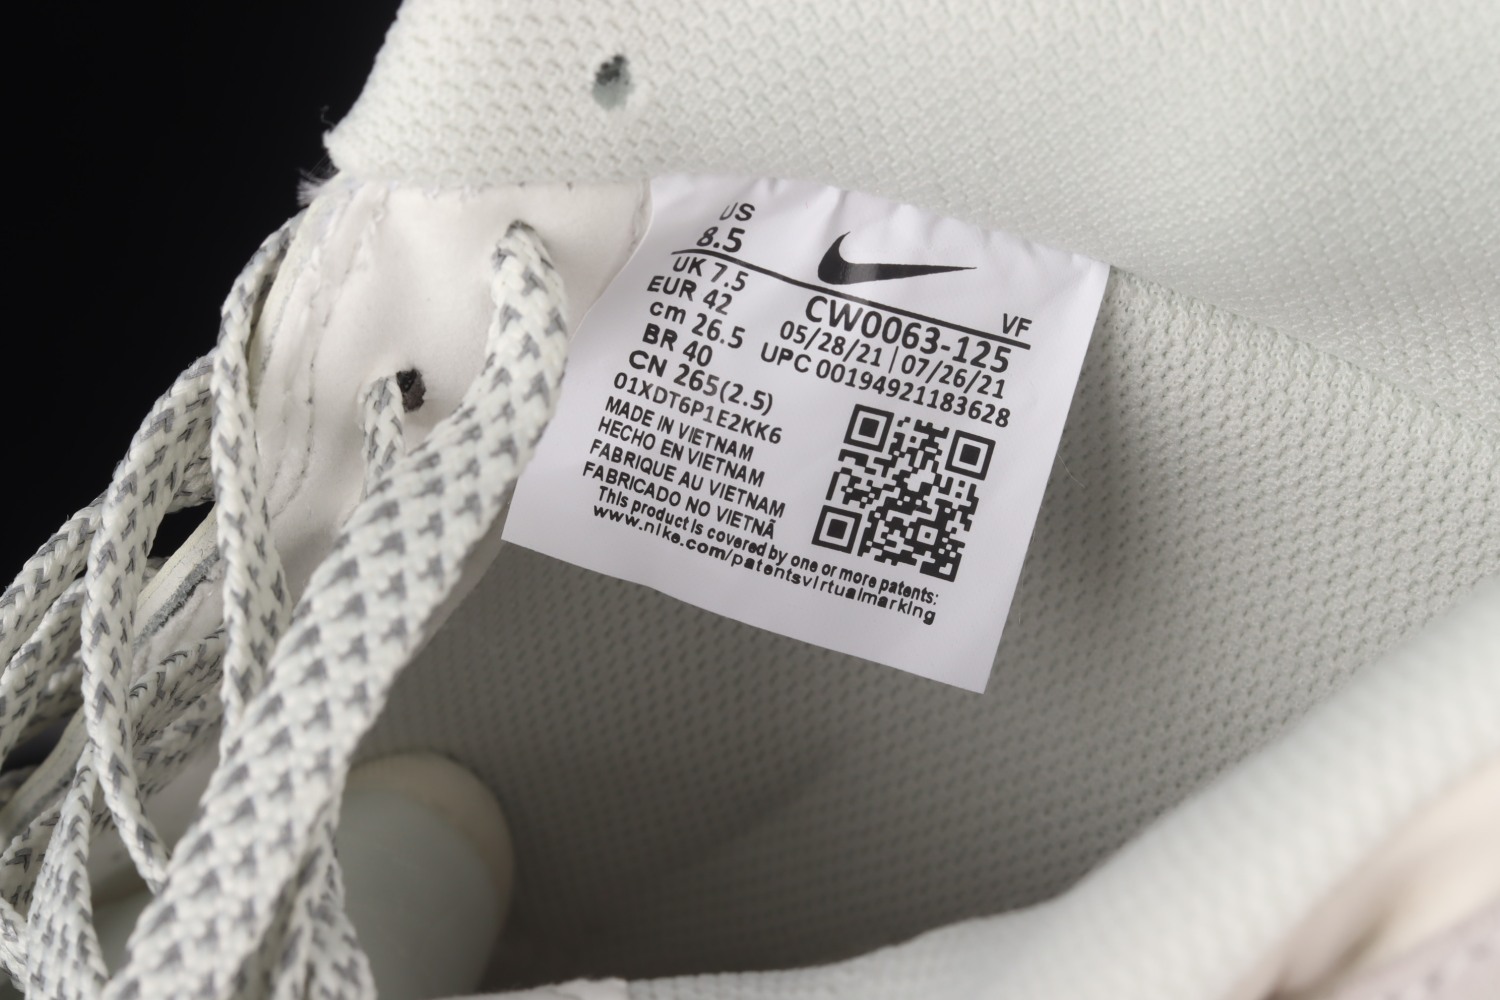 US
8.5
UK 7.5
EUR 42
cm 26.5
BR 40
CN 265(2.5)
01XDT6P1E2KK6
MADE IN VIETNAM
HECHO EN VIETNAM
FABRIQUE AU VIETNAM
FABRICADO NO VIETNÃ
This product is covered by one or more patents:
www.nike.com/patentsvirtualmarking
VF
CW0063-125
05/28/21 | 07/26/21
UPC 00194921183628